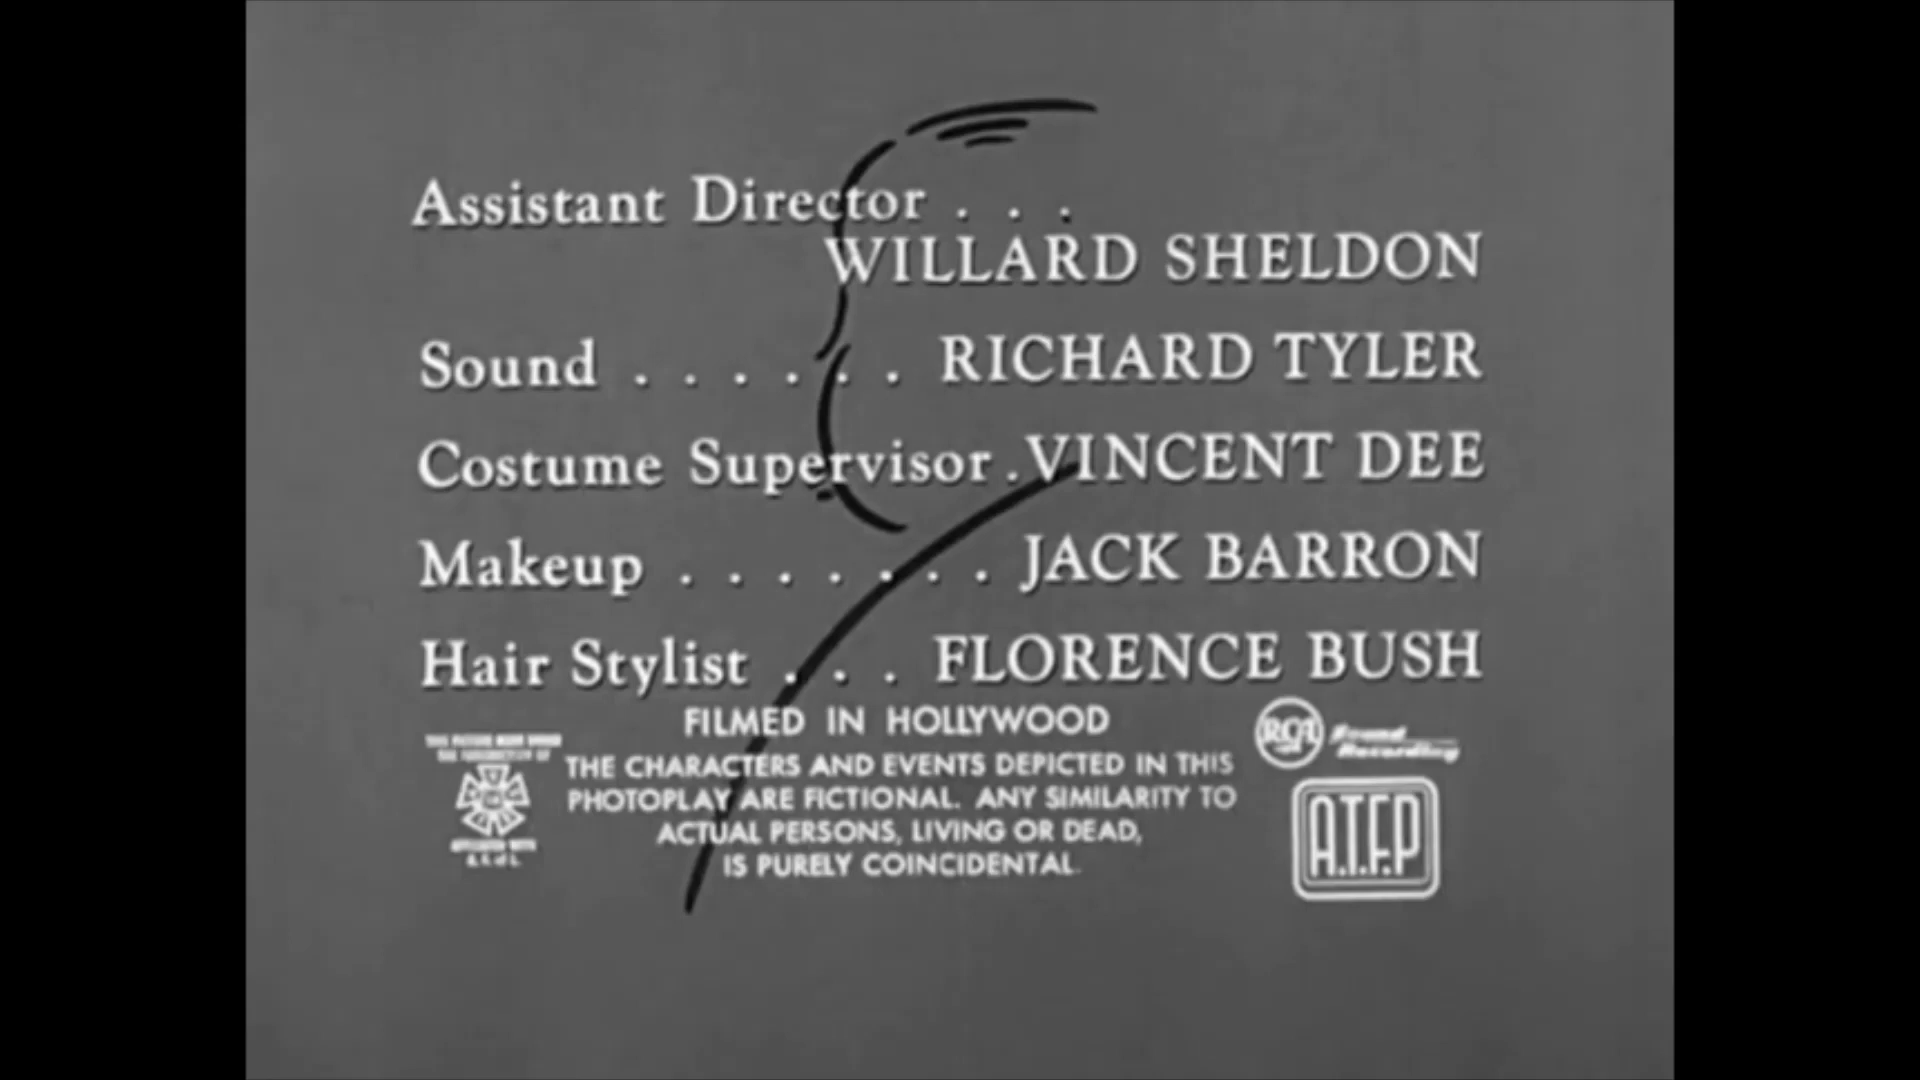 Assistant Director . . .
WILLARD SHELDON
Sound . . . . . . RICHARD TYLER
Costume Supervisor . VINCENT DEE
Makeup . . . . . . . JACK BARRON
Hair Stylist . . . FLORENCE BUSH
FILMED IN HOLLYWOOD
THE CHARACTERS AND EVENTS DEPICTED IN THIS
PHOTOPLAY ARE FICTIONAL. ANY SIMILARITY TO
ACTUAL PERSONS, LIVING OR DEAD,
IS PURELY COINCIDENTAL.
RCA Sound
Recording
A.T.F.P